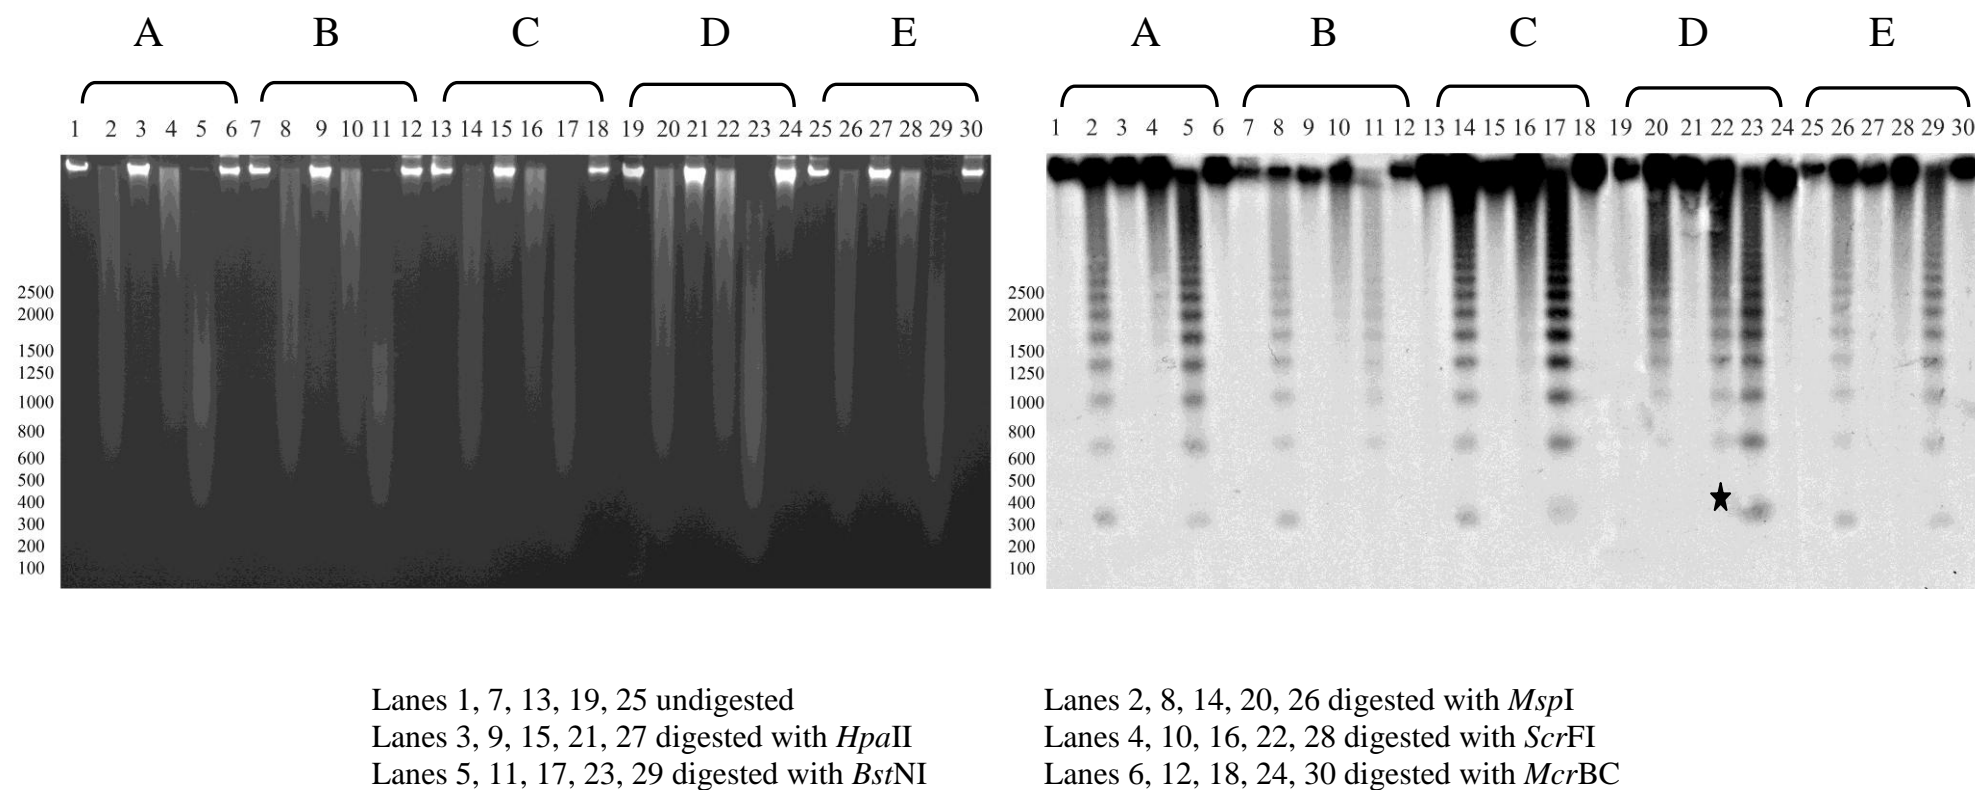 A B C D E
1 2 3 4 5 6 7 8 9 10 11 12 13 14 15 16 17 18 19 20 21 22 23 24 25 26 27 28 29 30
2500
2000
1500
1250
1000
800
600
500
400
300
200
100
A B C D E
1 2 3 4 5 6 7 8 9 10 11 12 13 14 15 16 17 18 19 20 21 22 23 24 25 26 27 28 29 30
2500
2000
1500
1250
1000
800
600
500
400
300
200
100
Lanes 1, 7, 13, 19, 25 undigested
Lanes 3, 9, 15, 21, 27 digested with HpaII
Lanes 5, 11, 17, 23, 29 digested with BstNI
Lanes 2, 8, 14, 20, 26 digested with MspI
Lanes 4, 10, 16, 22, 28 digested with ScrFI
Lanes 6, 12, 18, 24, 30 digested with McrBC